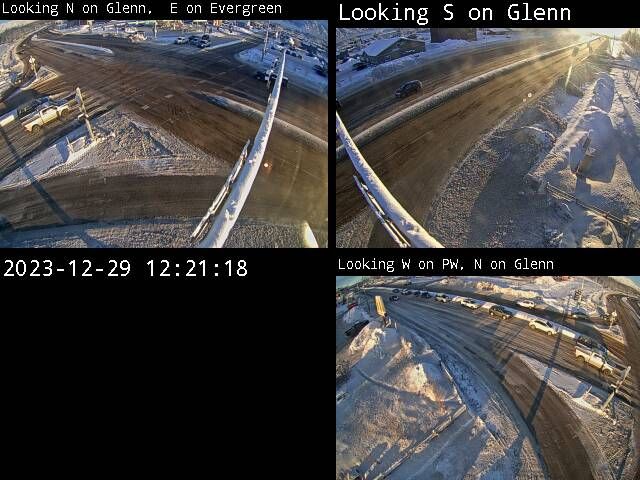 Looking N on Glenn,  E on Evergreen
Looking S on Glenn
2023-12-29 12:21:18
Looking W on PW, N on Glenn